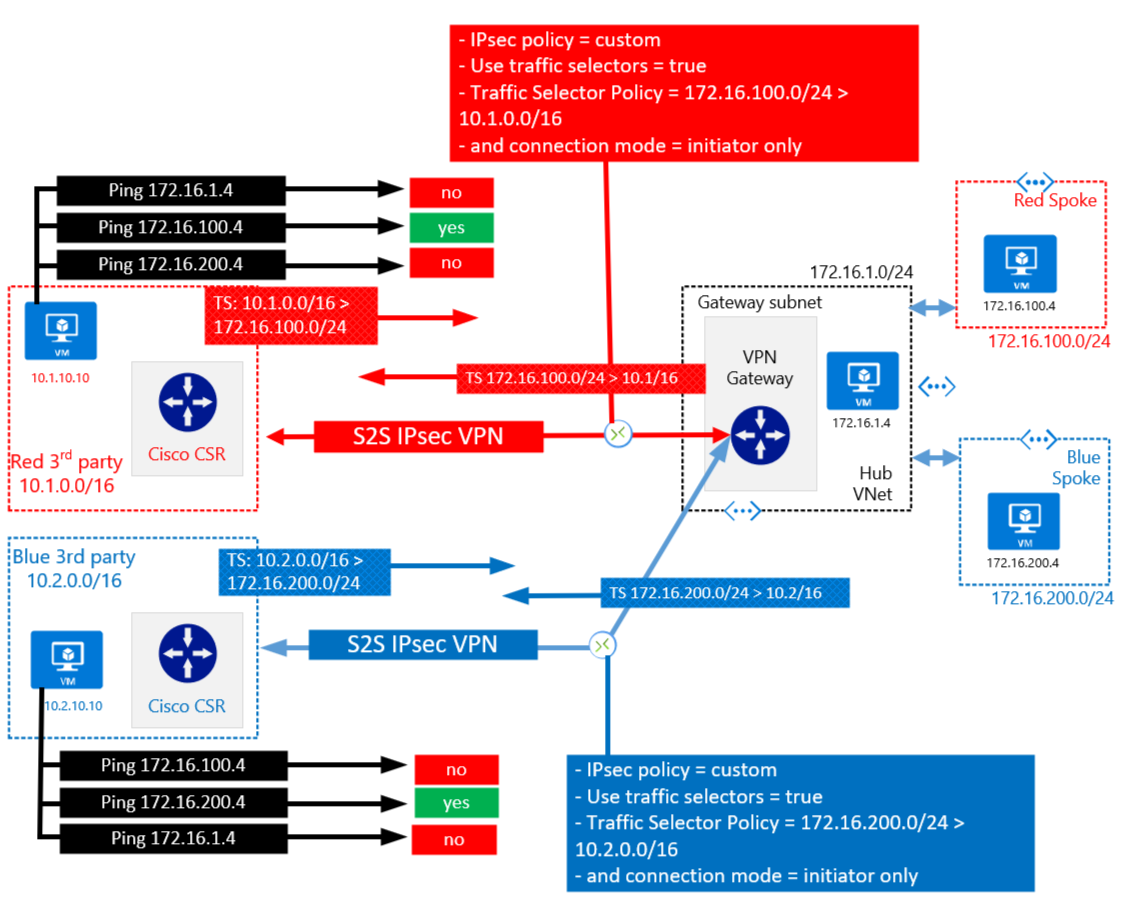 - IPsec policy = custom
- Use traffic selectors = true
- Traffic Selector Policy = 172.16.100.0/24 >
10.1.0.0/16
- and connection mode = initiator only
Ping 172.16.1.4
no
Ping 172.16.100.4
yes
Ping 172.16.200.4
no
Red Spoke
VM
172.16.100.4
172.16.100.0/24
172.16.1.0/24
Gateway subnet
VPN
Gateway
VM
172.16.1.4
Hub
VNet
TS: 10.1.0.0/16 >
172.16.100.0/24
VM
10.1.10.10
Cisco CSR
Red 3rd party
10.1.0.0/16
TS 172.16.100.0/24 > 10.1/16
S2S IPsec VPN
Blue
Spoke
VM
172.16.200.4
172.16.200.0/24
Blue 3rd party
10.2.0.0/16
TS: 10.2.0.0/16 >
172.16.200.0/24
TS 172.16.200.0/24 > 10.2/16
S2S IPsec VPN
VM
10.2.10.10
Cisco CSR
Ping 172.16.100.4
no
Ping 172.16.200.4
yes
Ping 172.16.1.4
no
- IPsec policy = custom
- Use traffic selectors = true
- Traffic Selector Policy = 172.16.200.0/24 >
10.2.0.0/16
- and connection mode = initiator only